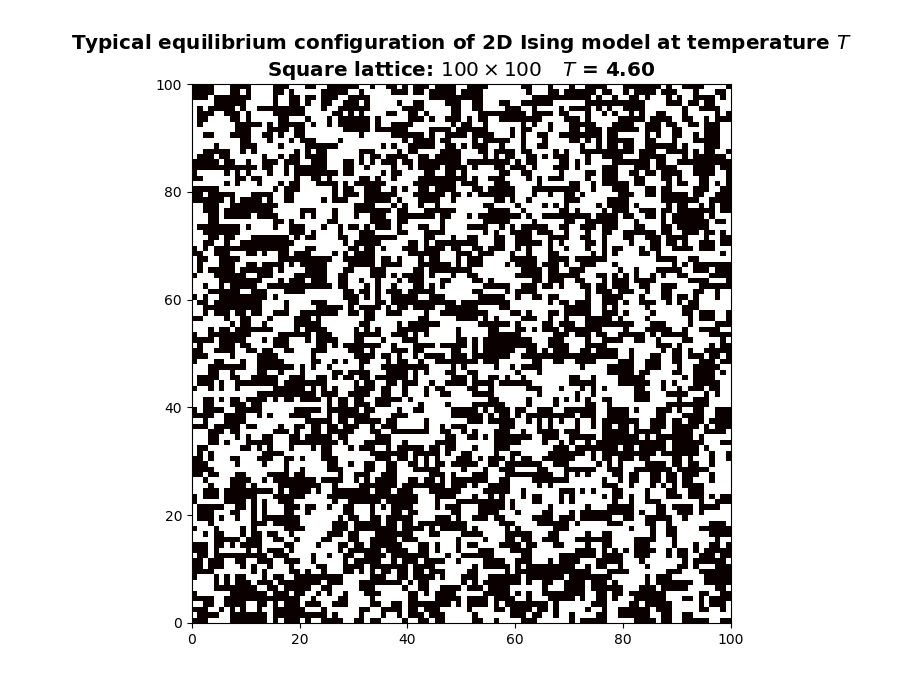 Typical equilibrium configuration of 2D Ising model at temperature T
Square lattice: 100 × 100 T = 4.60
100
80
60
40
20
0
0 20 40 60 80 100